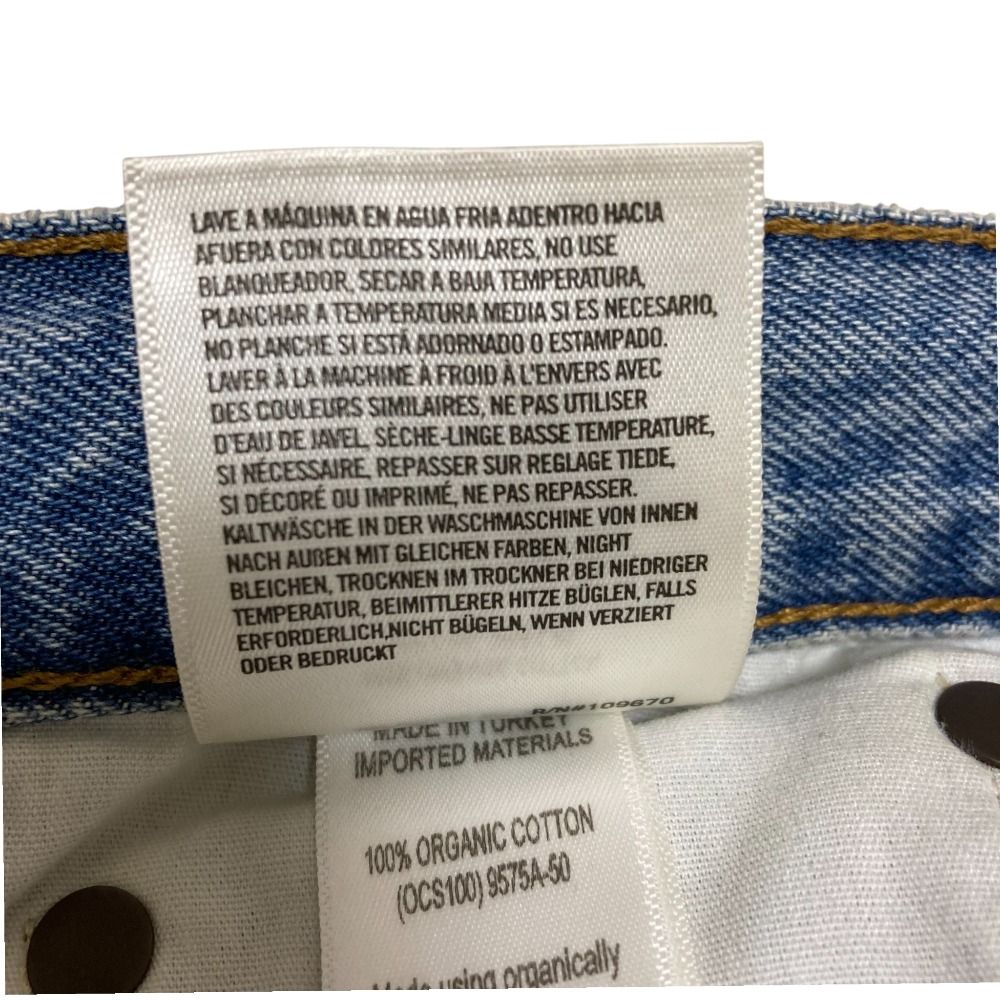 LAVE A MÁQUINA EN AGUA FRIA ADENTRO HACIA
AFUERA CON COLORES SIMILARES, NO USE
BLANQUEADOR, SECAR A BAJA TEMPERATURA,
PLANCHAR A TEMPERATURA MEDIA SI ES NECESARIO,
NO PLANCHE SI ESTÁ ADORNADO O ESTAMPADO.
LAVER À LA MACHINE À FROID À L'ENVERS AVEC
DES COULEURS SIMILAIRES, NE PAS UTILISER
D'EAU DE JAVEL, SÈCHE-LINGE BASSE TEMPERATURE,
SI NÉCESSAIRE, REPASSER SUR REGLAGE TIEDE,
SI DÉCORÉ OU IMPRIMÉ, NE PAS REPASSER.
KALTWÄSCHE IN DER WASCHMASCHINE VON INNEN
NACH AUßEN MIT GLEICHEN FARBEN, NIGHT
BLEICHEN, TROCKNEN IM TROCKNER BEI NIEDRIGER
TEMPERATUR, BEIMITTLERER HITZE BÜGLEN, FALLS
ERFORDERLICH,NICHT BÜGELN, WENN VERZIERT
ODER BEDRUCKT
R/N#109670
MADE IN TURKEY
IMPORTED MATERIALS
100% ORGANIC COTTON
(OCS100) 9575A-50
Made using organically